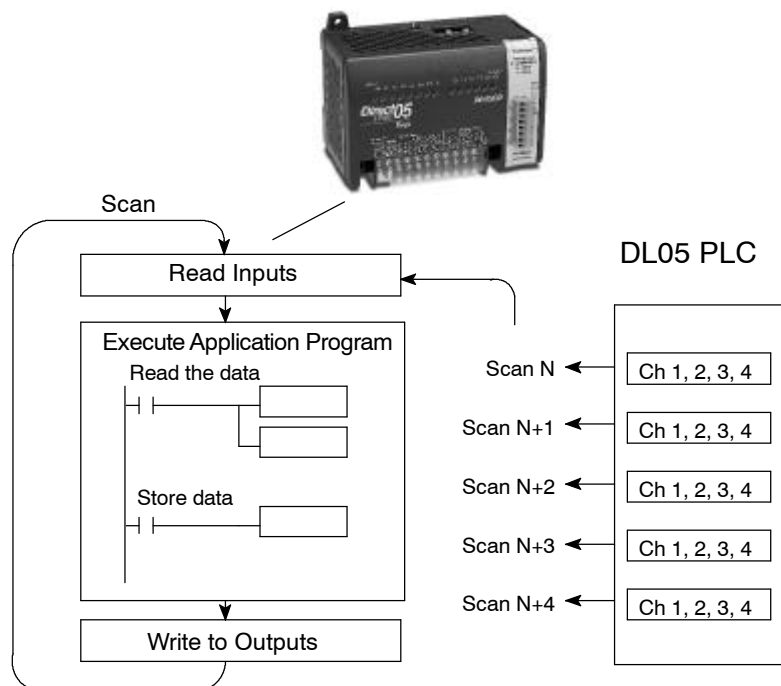 Direct 05
Scan
DL05 PLC
Read Inputs
Execute Application Program
Read the data
Store data
Write to Outputs
Scan N
Ch 1, 2, 3, 4
Scan N+1
Ch 1, 2, 3, 4
Scan N+2
Ch 1, 2, 3, 4
Scan N+3
Ch 1, 2, 3, 4
Scan N+4
Ch 1, 2, 3, 4